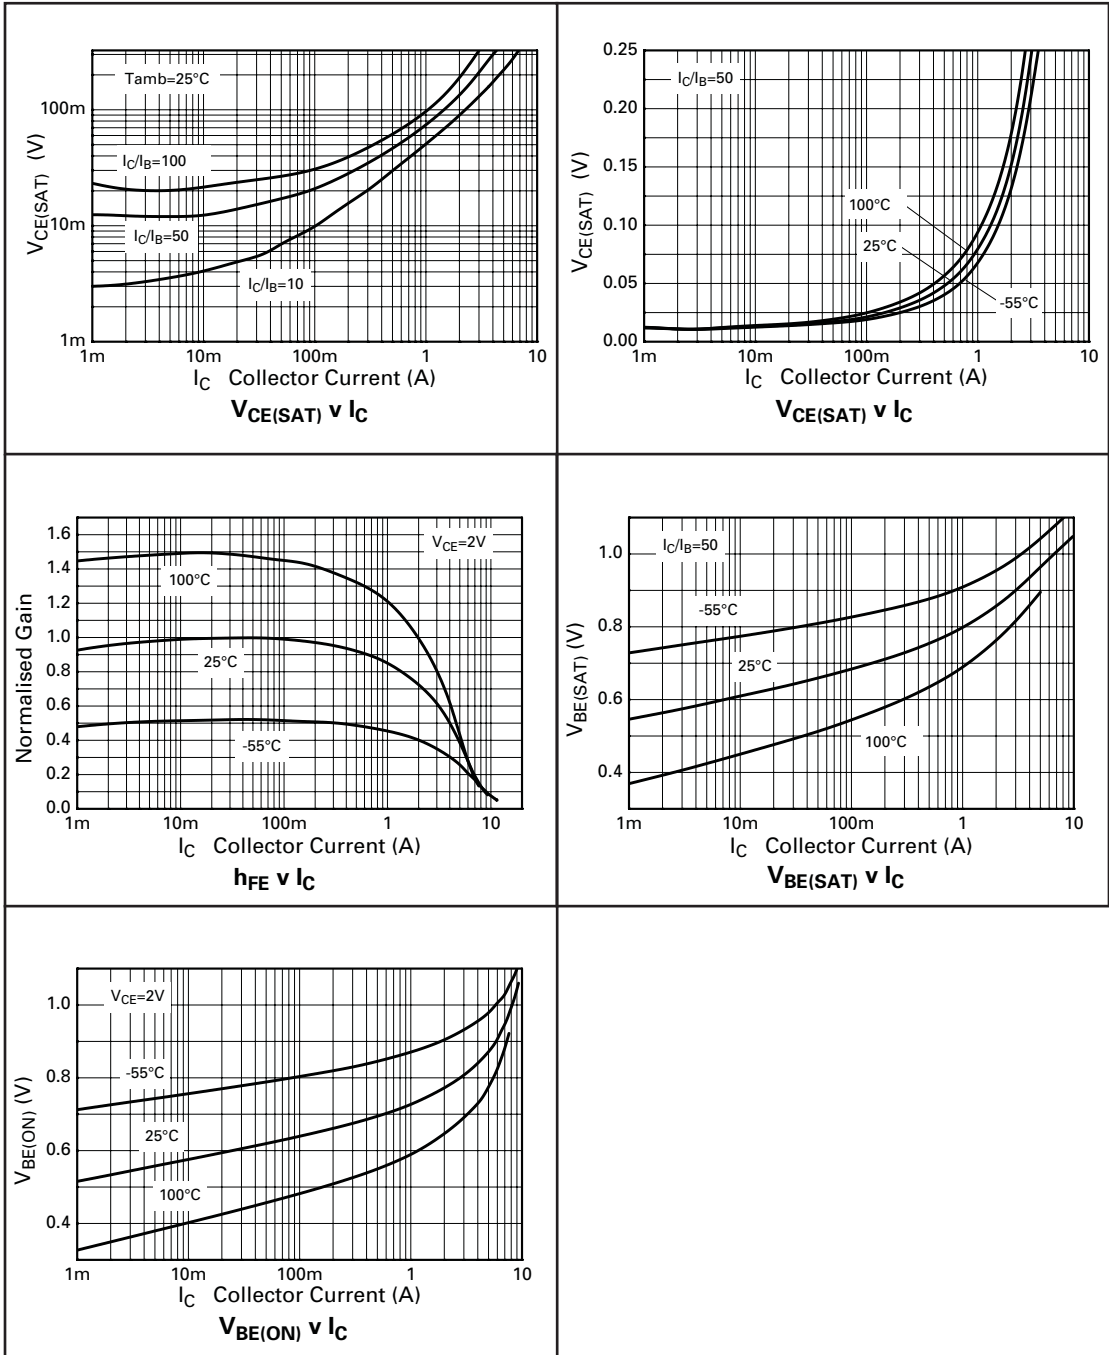 Tamb=25°C
IC/IB=100
IC/IB=50
IC/IB=10
100m
10m
1m
VCE(SAT) (V)
1m 10m 100m 1 10
IC Collector Current (A)
VCE(SAT) v IC
IC/IB=50
100°C
25°C
-55°C
0.25
0.20
0.15
0.10
0.05
0.00
VCE(SAT) (V)
1m 10m 100m 1 10
IC Collector Current (A)
VCE(SAT) v IC
VCE=2V
100°C
25°C
-55°C
1.6
1.4
1.2
1.0
0.8
0.6
0.4
0.2
0.0
Normalised Gain
1m 10m 100m 1 10
IC Collector Current (A)
hFE v IC
IC/IB=50
-55°C
25°C
100°C
1.0
0.8
0.6
0.4
VBE(SAT) (V)
1m 10m 100m 1 10
IC Collector Current (A)
VBE(SAT) v IC
VCE=2V
-55°C
25°C
100°C
1.0
0.8
0.6
0.4
VBE(ON) (V)
1m 10m 100m 1 10
IC Collector Current (A)
VBE(ON) v IC